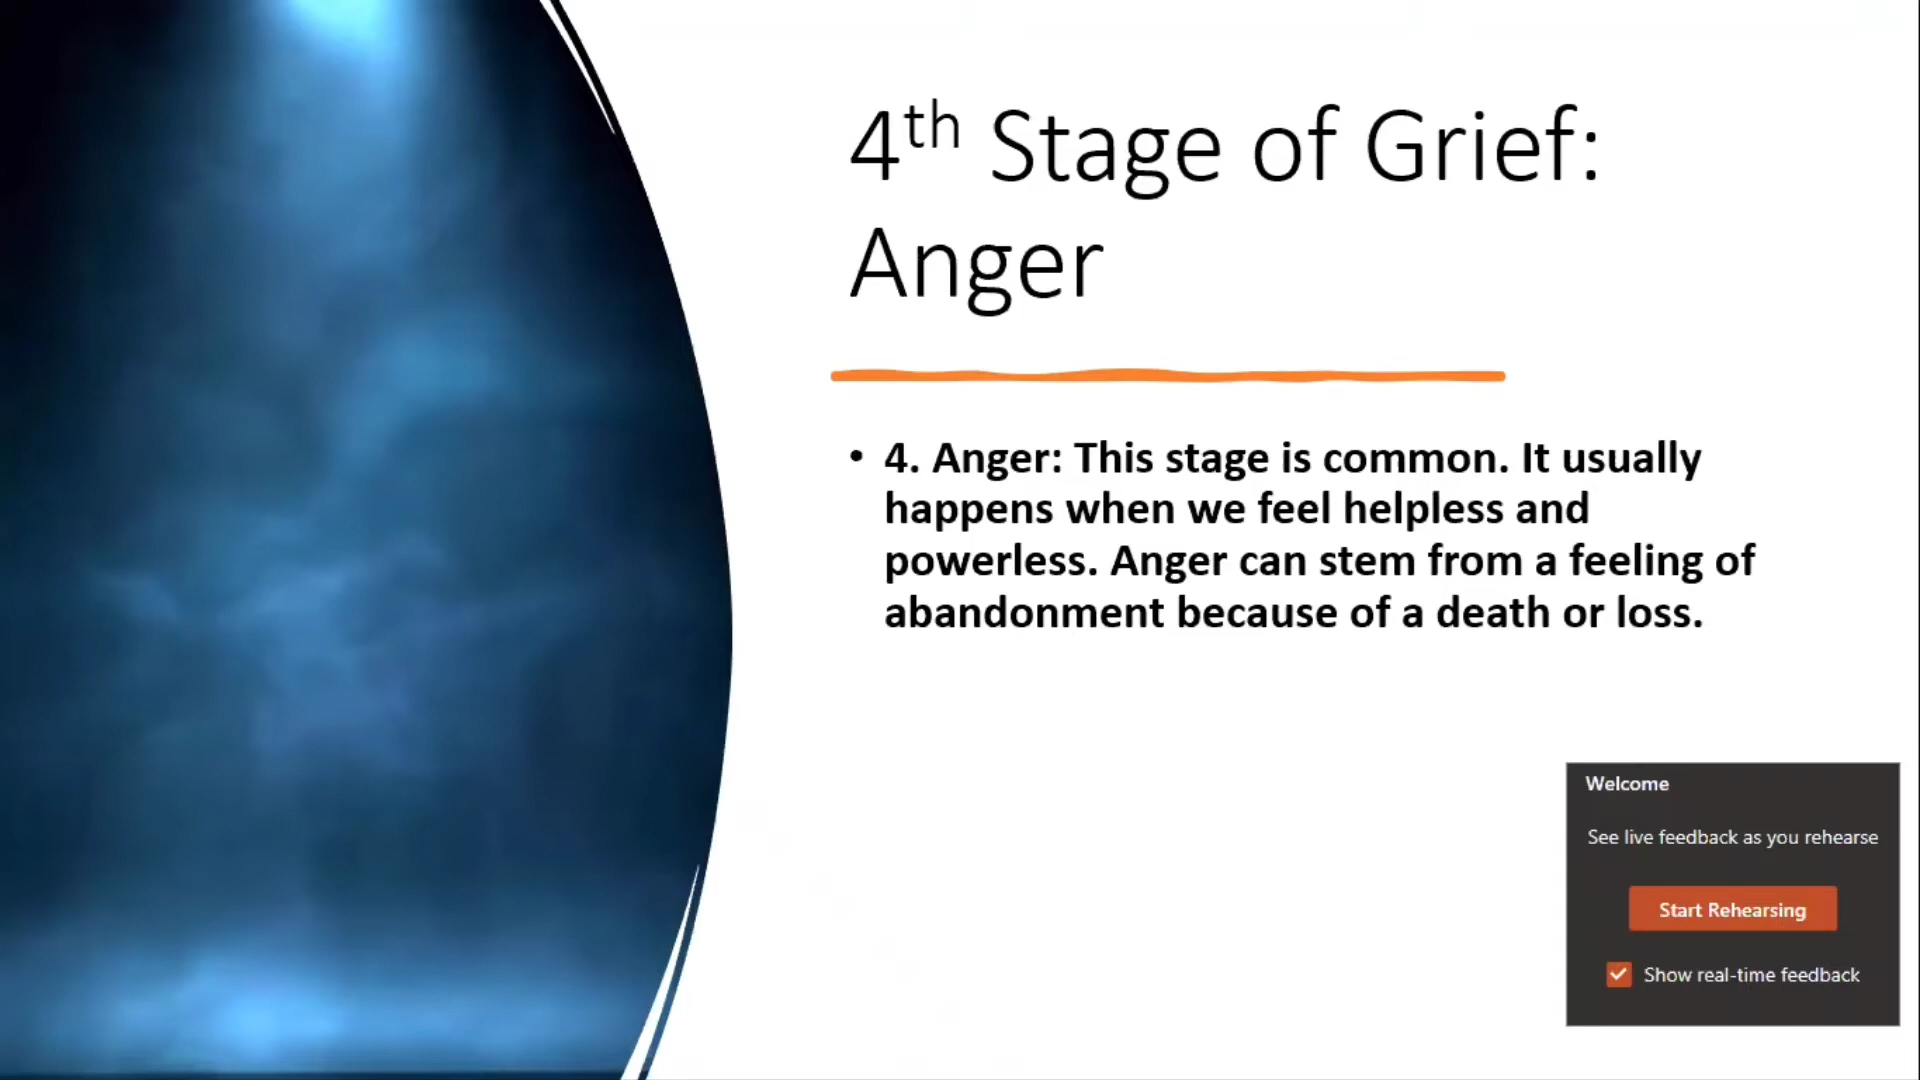 4th Stage of Grief:
Anger
• 4. Anger: This stage is common. It usually
happens when we feel helpless and
powerless. Anger can stem from a feeling of
abandonment because of a death or loss.
Welcome
See live feedback as you rehearse
Start Rehearsing
Show real-time feedback